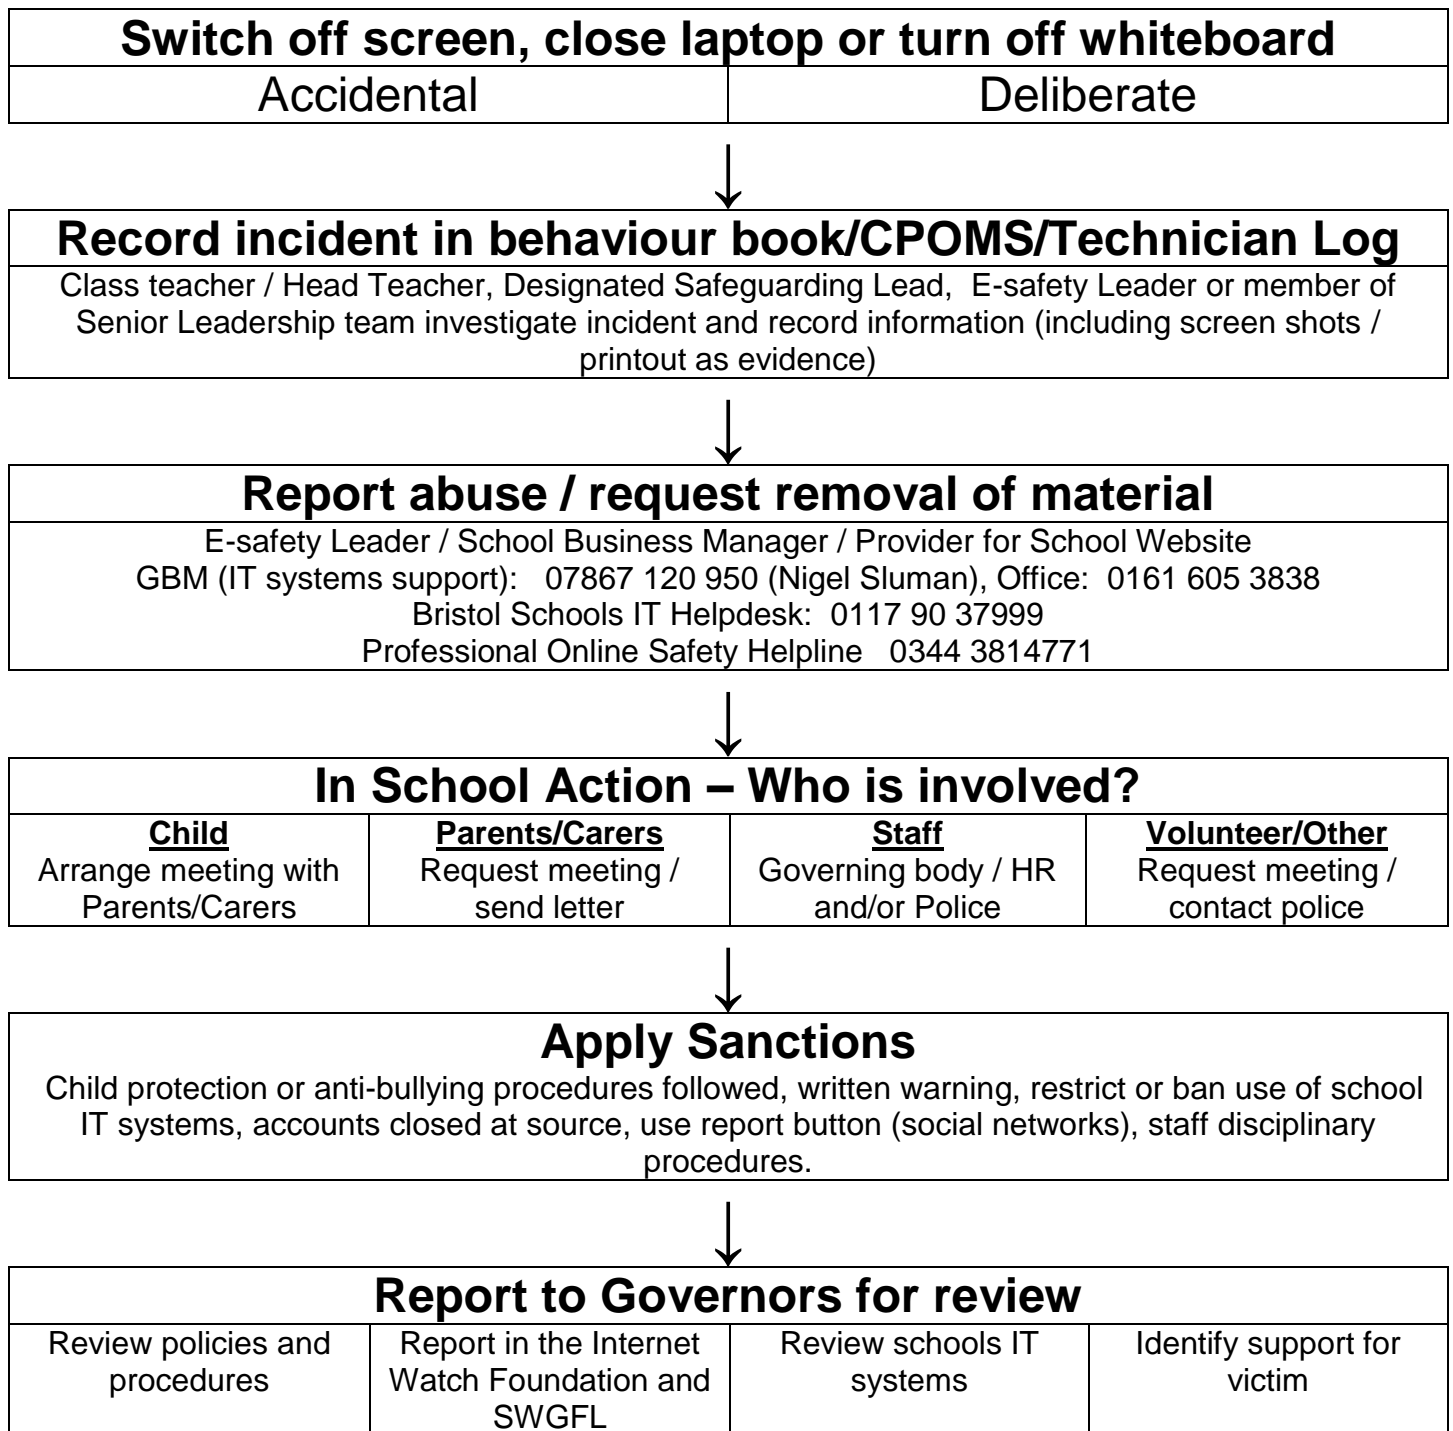 Switch off screen, close laptop or turn off whiteboard
Accidental
Deliberate
Record incident in behaviour book/CPOMS/Technician Log
Class teacher / Head Teacher, Designated Safeguarding Lead, E-safety Leader or member of
Senior Leadership team investigate incident and record information (including screen shots /
printout as evidence)
Report abuse / request removal of material
E-safety Leader / School Business Manager / Provider for School Website
GBM (IT systems support): 07867 120 950 (Nigel Sluman), Office: 0161 605 3838
Bristol Schools IT Helpdesk: 0117 90 37999
Professional Online Safety Helpline 0344 3814771
In School Action – Who is involved?
Child
Arrange meeting with
Parents/Carers
Parents/Carers
Request meeting /
send letter
Staff
Governing body / HR
and/or Police
Volunteer/Other
Request meeting /
contact police
Apply Sanctions
Child protection or anti-bullying procedures followed, written warning, restrict or ban use of school
IT systems, accounts closed at source, use report button (social networks), staff disciplinary
procedures.
Report to Governors for review
Review policies and
procedures
Report in the Internet
Watch Foundation and
SWGFL
Review schools IT
systems
Identify support for
victim